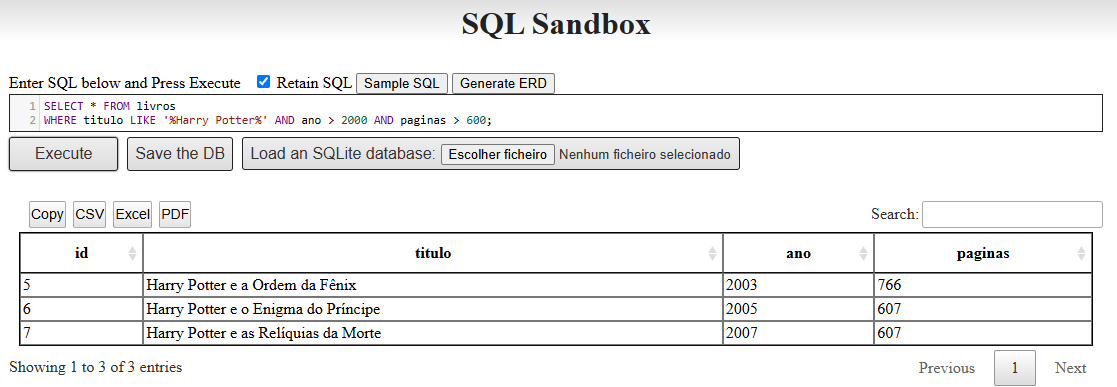 SQL Sandbox
Enter SQL below and Press Execute Retain SQL Sample SQL Generate ERD
1 SELECT * FROM livros
2 WHERE titulo LIKE '%Harry Potter%' AND ano > 2000 AND paginas > 600;
Execute Save the DB Load an SQLite database: Escolher ficheiro Nenhum ficheiro selecionado
Copy CSV Excel PDF Search:
id titulo ano paginas
5 Harry Potter e a Ordem da Fênix 2003 766
6 Harry Potter e o Enigma do Príncipe 2005 607
7 Harry Potter e as Relíquias da Morte 2007 607
Showing 1 to 3 of 3 entries Previous 1 Next